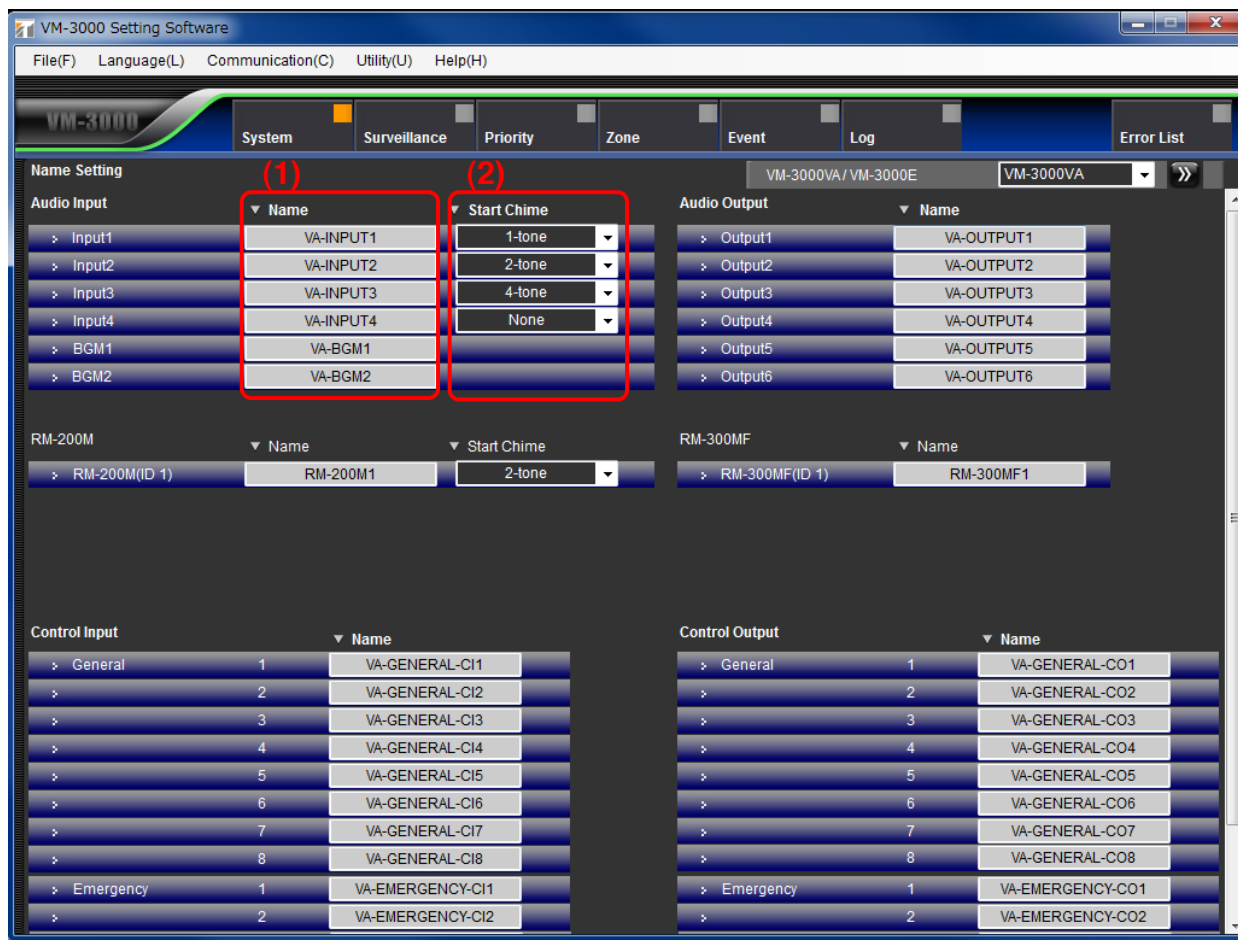 VM-3000 Setting Software
File(F) Language(L) Communication(C) Utility(U) Help(H)
VM-3000 System Surveillance Priority Zone Event Log Error List
Name Setting (1) (2) VM-3000VA / VM-3000E VM-3000VA
Audio Input Name Start Chime Audio Output Name
Input1 VA-INPUT1 1-tone Output1 VA-OUTPUT1
Input2 VA-INPUT2 2-tone Output2 VA-OUTPUT2
Input3 VA-INPUT3 4-tone Output3 VA-OUTPUT3
Input4 VA-INPUT4 None Output4 VA-OUTPUT4
BGM1 VA-BGM1 Output5 VA-OUTPUT5
BGM2 VA-BGM2 Output6 VA-OUTPUT6
RM-200M Name Start Chime RM-300MF Name
RM-200M(ID 1) RM-200M1 2-tone RM-300MF(ID 1) RM-300MF1
Control Input Name Control Output Name
General 1 VA-GENERAL-CI1 General 1 VA-GENERAL-CO1
2 VA-GENERAL-CI2 2 VA-GENERAL-CO2
3 VA-GENERAL-CI3 3 VA-GENERAL-CO3
4 VA-GENERAL-CI4 4 VA-GENERAL-CO4
5 VA-GENERAL-CI5 5 VA-GENERAL-CO5
6 VA-GENERAL-CI6 6 VA-GENERAL-CO6
7 VA-GENERAL-CI7 7 VA-GENERAL-CO7
8 VA-GENERAL-CI8 8 VA-GENERAL-CO8
Emergency 1 VA-EMERGENCY-CI1 Emergency 1 VA-EMERGENCY-CO1
2 VA-EMERGENCY-CI2 2 VA-EMERGENCY-CO2